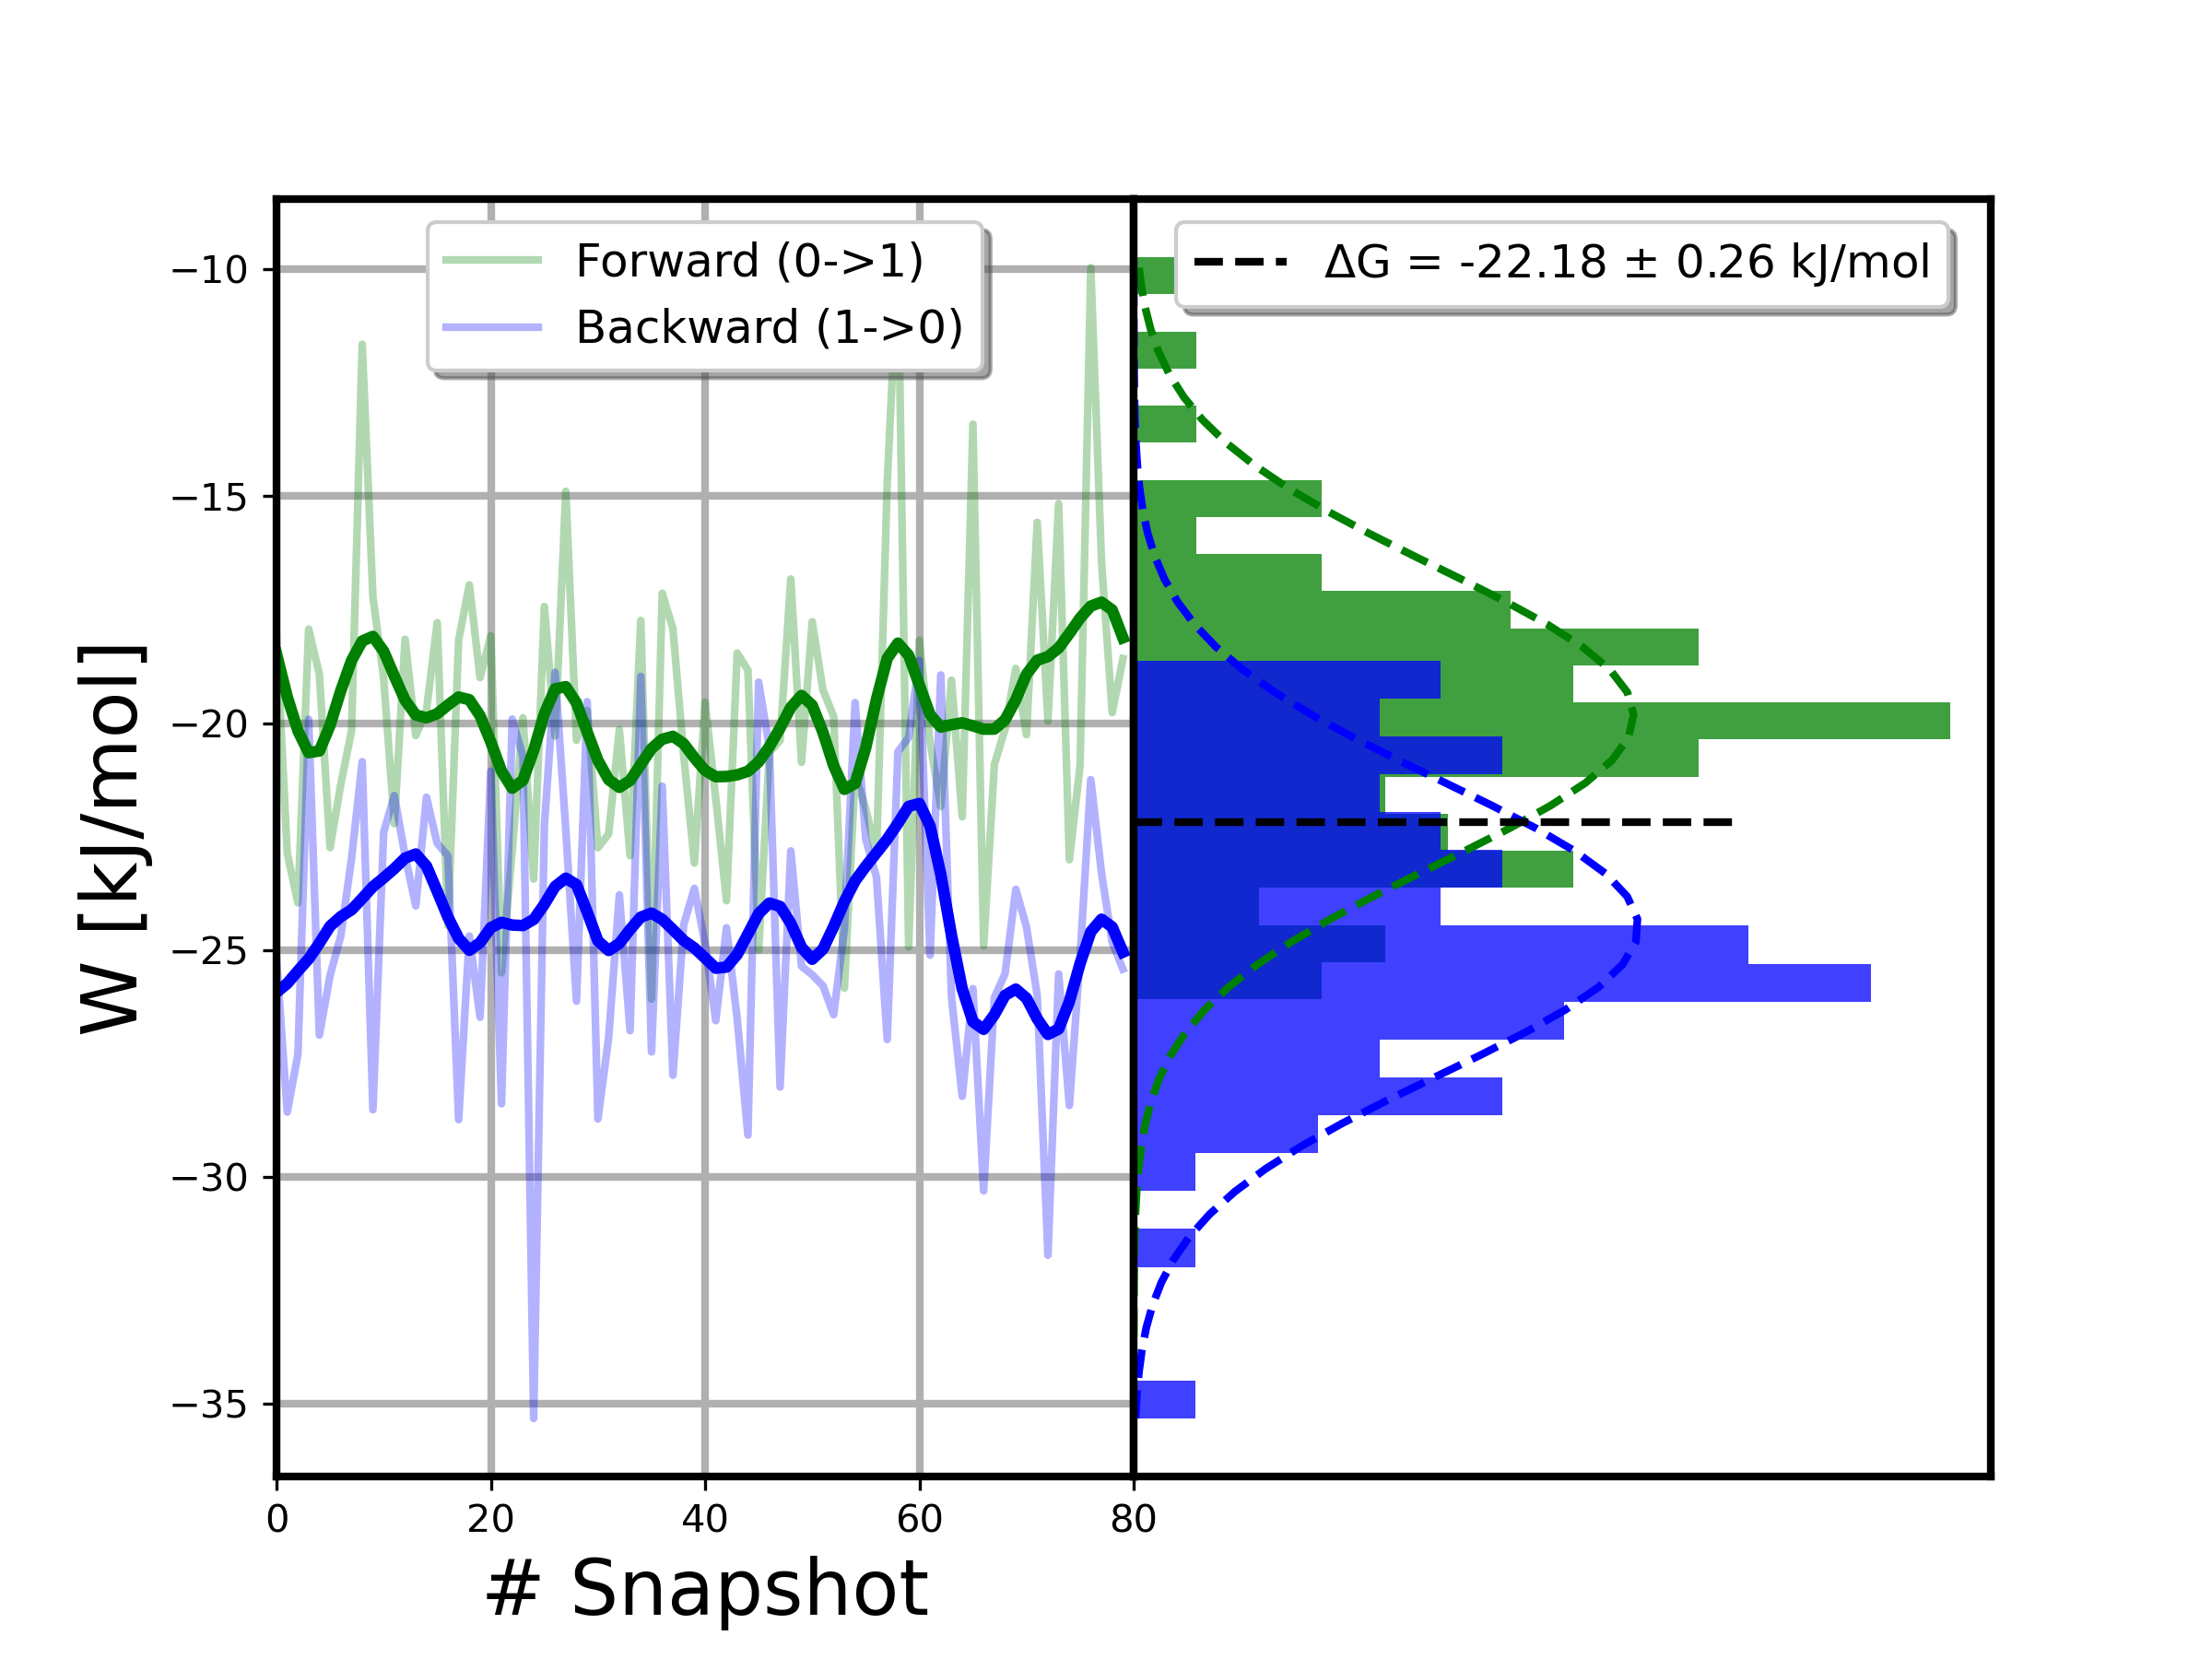 Forward (0->1)
Backward (1->0)
ΔG = -22.18 ± 0.26 kJ/mol
−10
−15
−20
−25
−30
−35
W [kJ/mol]
0
20
40
60
80
# Snapshot